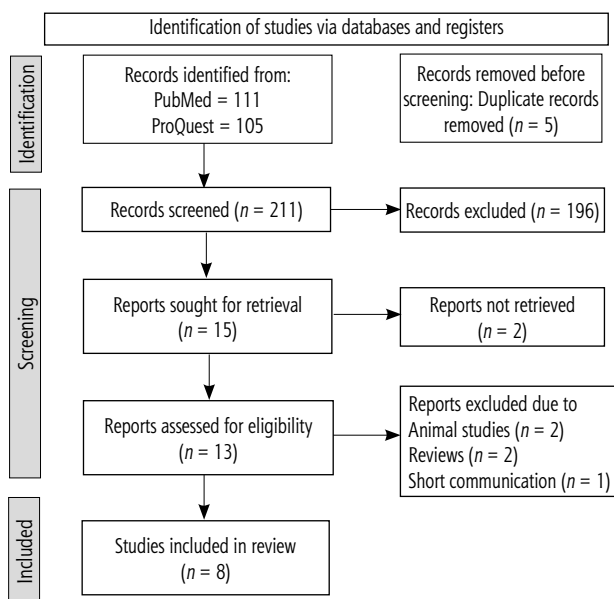 Identification of studies via databases and registers
Identification
Records identified from:
PubMed = 111
ProQuest = 105
Records removed before
screening: Duplicate records
removed (n = 5)
Screening
Records screened (n = 211)
Records excluded (n = 196)
Reports sought for retrieval
(n = 15)
Reports not retrieved
(n = 2)
Reports assessed for eligibility
(n = 13)
Reports excluded due to
Animal studies (n = 2)
Reviews (n = 2)
Short communication (n = 1)
Included
Studies included in review
(n = 8)